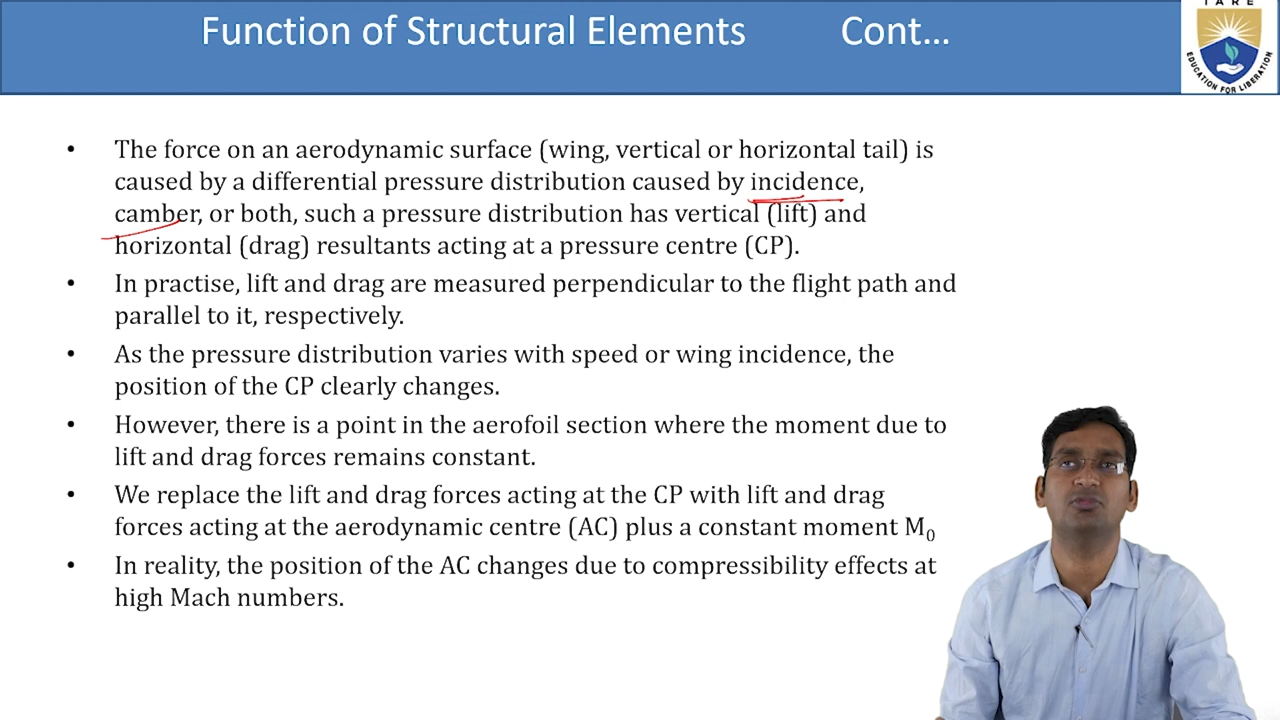 Function of Structural Elements Cont...
TARE
EDUCATION FOR LIBERATION
• The force on an aerodynamic surface (wing, vertical or horizontal tail) is
caused by a differential pressure distribution caused by incidence,
camber, or both, such a pressure distribution has vertical (lift) and
horizontal (drag) resultants acting at a pressure centre (CP).
• In practise, lift and drag are measured perpendicular to the flight path and
parallel to it, respectively.
• As the pressure distribution varies with speed or wing incidence, the
position of the CP clearly changes.
• However, there is a point in the aerofoil section where the moment due to
lift and drag forces remains constant.
• We replace the lift and drag forces acting at the CP with lift and drag
forces acting at the aerodynamic centre (AC) plus a constant moment M₀
• In reality, the position of the AC changes due to compressibility effects at
high Mach numbers.